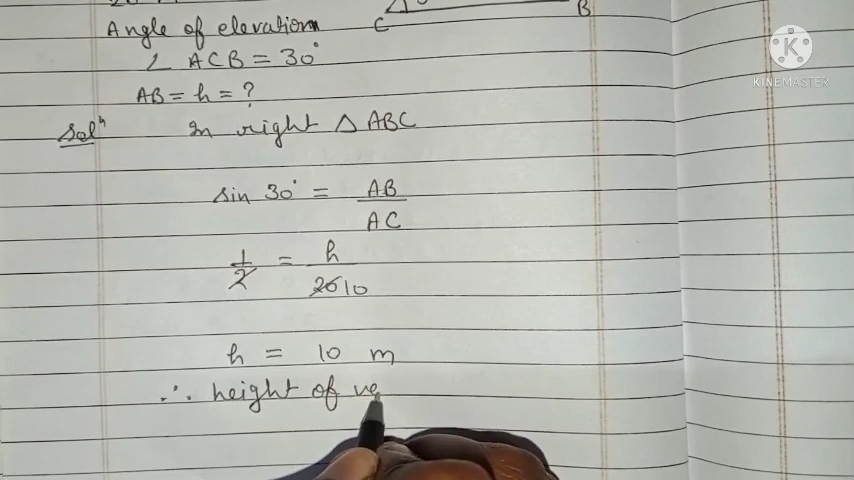 Angle of elevation
C B
∠ ACB = 30°
AB = h = ?
Solⁿ In right △ ABC
sin 30° = AB / AC
1/2 = h / 20 10
h = 10 m
∴ height of ve
K
KINEMASTER